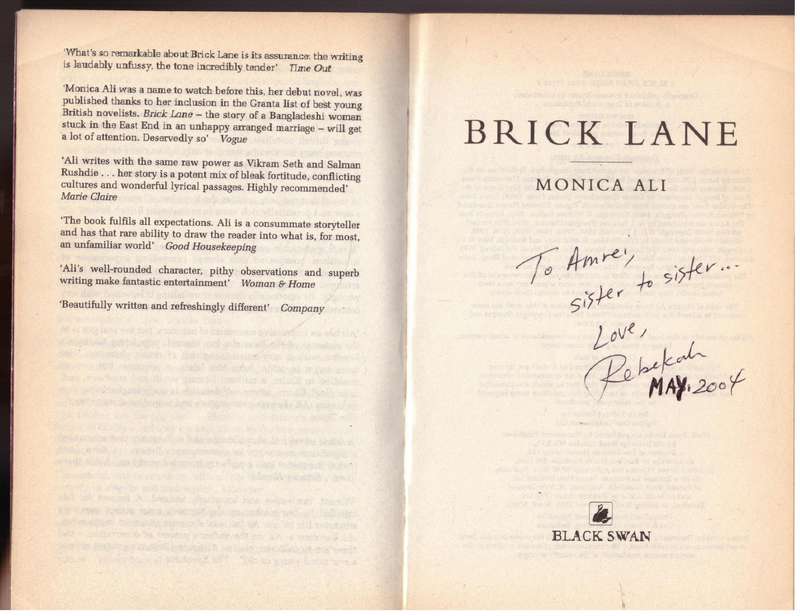 'What's so remarkable about Brick Lane is its assurance: the writing
is laudably unfussy, the tone incredibly tender' Time Out
'Monica Ali was a name to watch before this, her debut novel, was
published thanks to her inclusion in the Granta list of best young
British novelists. Brick Lane – the story of a Bangladeshi woman
stuck in the East End in an unhappy arranged marriage – will get
a lot of attention. Deservedly so' Vogue
'Ali writes with the same raw power as Vikram Seth and Salman
Rushdie . . . her story is a potent mix of bleak fortitude, conflicting
cultures and wonderful lyrical passages. Highly recommended'
Marie Claire
'The book fulfils all expectations. Ali is a consummate storyteller
and has that rare ability to draw the reader into what is, for most,
an unfamiliar world' Good Housekeeping
'Ali's well-rounded character, pithy observations and superb
writing make fantastic entertainment' Woman & Home
'Beautifully written and refreshingly different' Company
BRICK LANE
MONICA ALI
To Amrei,
sister to sister...
Love,
Rebekah
MAY. 2004
BLACK SWAN